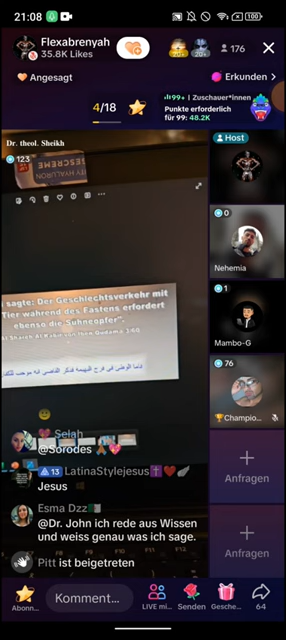 21:08
100
Flexabrenyah
35.8K Likes
176
20+
Angesagt
Erkunden
4/18
99+ | Zuschauer*innen
Punkte erforderlich
für 99: 48.2K
Dr. theol. Sheikh
123
Host
sagte: Der Geschlechtsverkehr mit
Tier während des Fastens erfordert
ebenso die Sühneopfer".
0
Nehemia
1
Mambo-G
76
Champio...
Selah
@Sorodes
13 LatinaStylejesus
Jesus
Esma Dzz
@Dr. John ich rede aus Wissen
und weiss genau was ich sage.
Pitt ist beigetreten
Anfragen
Anfragen
Abonn...
Komment...
LIVE mi...
Senden
Gesche...
64